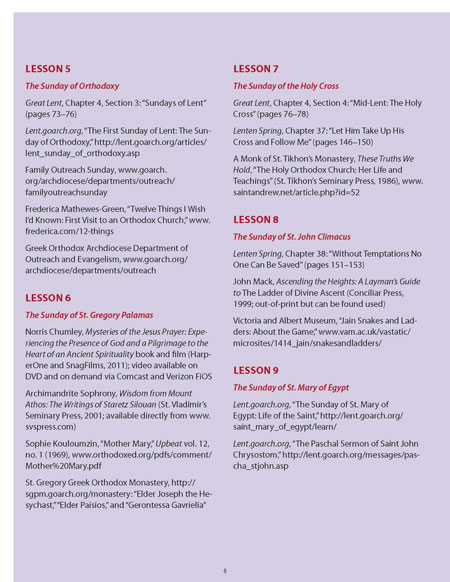 LESSON 5
The Sunday of Orthodoxy
Great Lent, Chapter 4, Section 3: “Sundays of Lent”
(pages 73–76)
Lent.goarch.org, “The First Sunday of Lent: The Sun-
day of Orthodoxy,” http://lent.goarch.org/articles/
lent_sunday_of_orthodoxy.asp
Family Outreach Sunday, www.goarch.
org/archdiocese/departments/outreach/
familyoutreachsunday
Frederica Mathewes-Green, “Twelve Things I Wish
I’d Known: First Visit to an Orthodox Church,” www.
frederica.com/12-things
Greek Orthodox Archdiocese Department of
Outreach and Evangelism, www.goarch.org/
archdiocese/departments/outreach
LESSON 6
The Sunday of St. Gregory Palamas
Norris Chumley, Mysteries of the Jesus Prayer: Expe-
riencing the Presence of God and a Pilgrimage to the
Heart of an Ancient Spirituality book and film (Harp-
erOne and SnagFilms, 2011); video available on
DVD and on demand via Comcast and Verizon FiOS
Archimandrite Sophrony, Wisdom from Mount
Athos: The Writings of Staretz Silouan (St. Vladimir’s
Seminary Press, 2001; available directly from www.
svspress.com)
Sophie Koulomzin, “Mother Mary,” Upbeat vol. 12,
no. 1 (1969), www.orthodoxed.org/pdfs/comment/
Mother%20Mary.pdf
St. Gregory Greek Orthodox Monastery, http://
sgpm.goarch.org/monastery: “Elder Joseph the He-
sychast,” “Elder Paisios,” and “Gerontessa Gavrielia”
LESSON 7
The Sunday of the Holy Cross
Great Lent, Chapter 4, Section 4: “Mid-Lent: The Holy
Cross” (pages 76–78)
Lenten Spring, Chapter 37: “Let Him Take Up His
Cross and Follow Me” (pages 146–150)
A Monk of St. Tikhon’s Monastery, These Truths We
Hold, “The Holy Orthodox Church: Her Life and
Teachings” (St. Tikhon’s Seminary Press, 1986), www.
saintandrew.net/article.php?id=52
LESSON 8
The Sunday of St. John Climacus
Lenten Spring, Chapter 38: “Without Temptations No
One Can Be Saved” (pages 151–153)
John Mack, Ascending the Heights: A Layman’s Guide
to The Ladder of Divine Ascent (Conciliar Press,
1999; out-of-print but can be found used)
Victoria and Albert Museum, “Jain Snakes and Lad-
ders: About the Game,” www.vam.ac.uk/vastatic/
microsites/1414_jain/snakesandladders/
LESSON 9
The Sunday of St. Mary of Egypt
Lent.goarch.org, “The Sunday of St. Mary of
Egypt: Life of the Saint,” http://lent.goarch.org/
saint_mary_of_egypt/learn/
Lent.goarch.org, “The Paschal Sermon of Saint John
Chrysostom,” http://lent.goarch.org/messages/pas-
cha_stjohn.asp
6